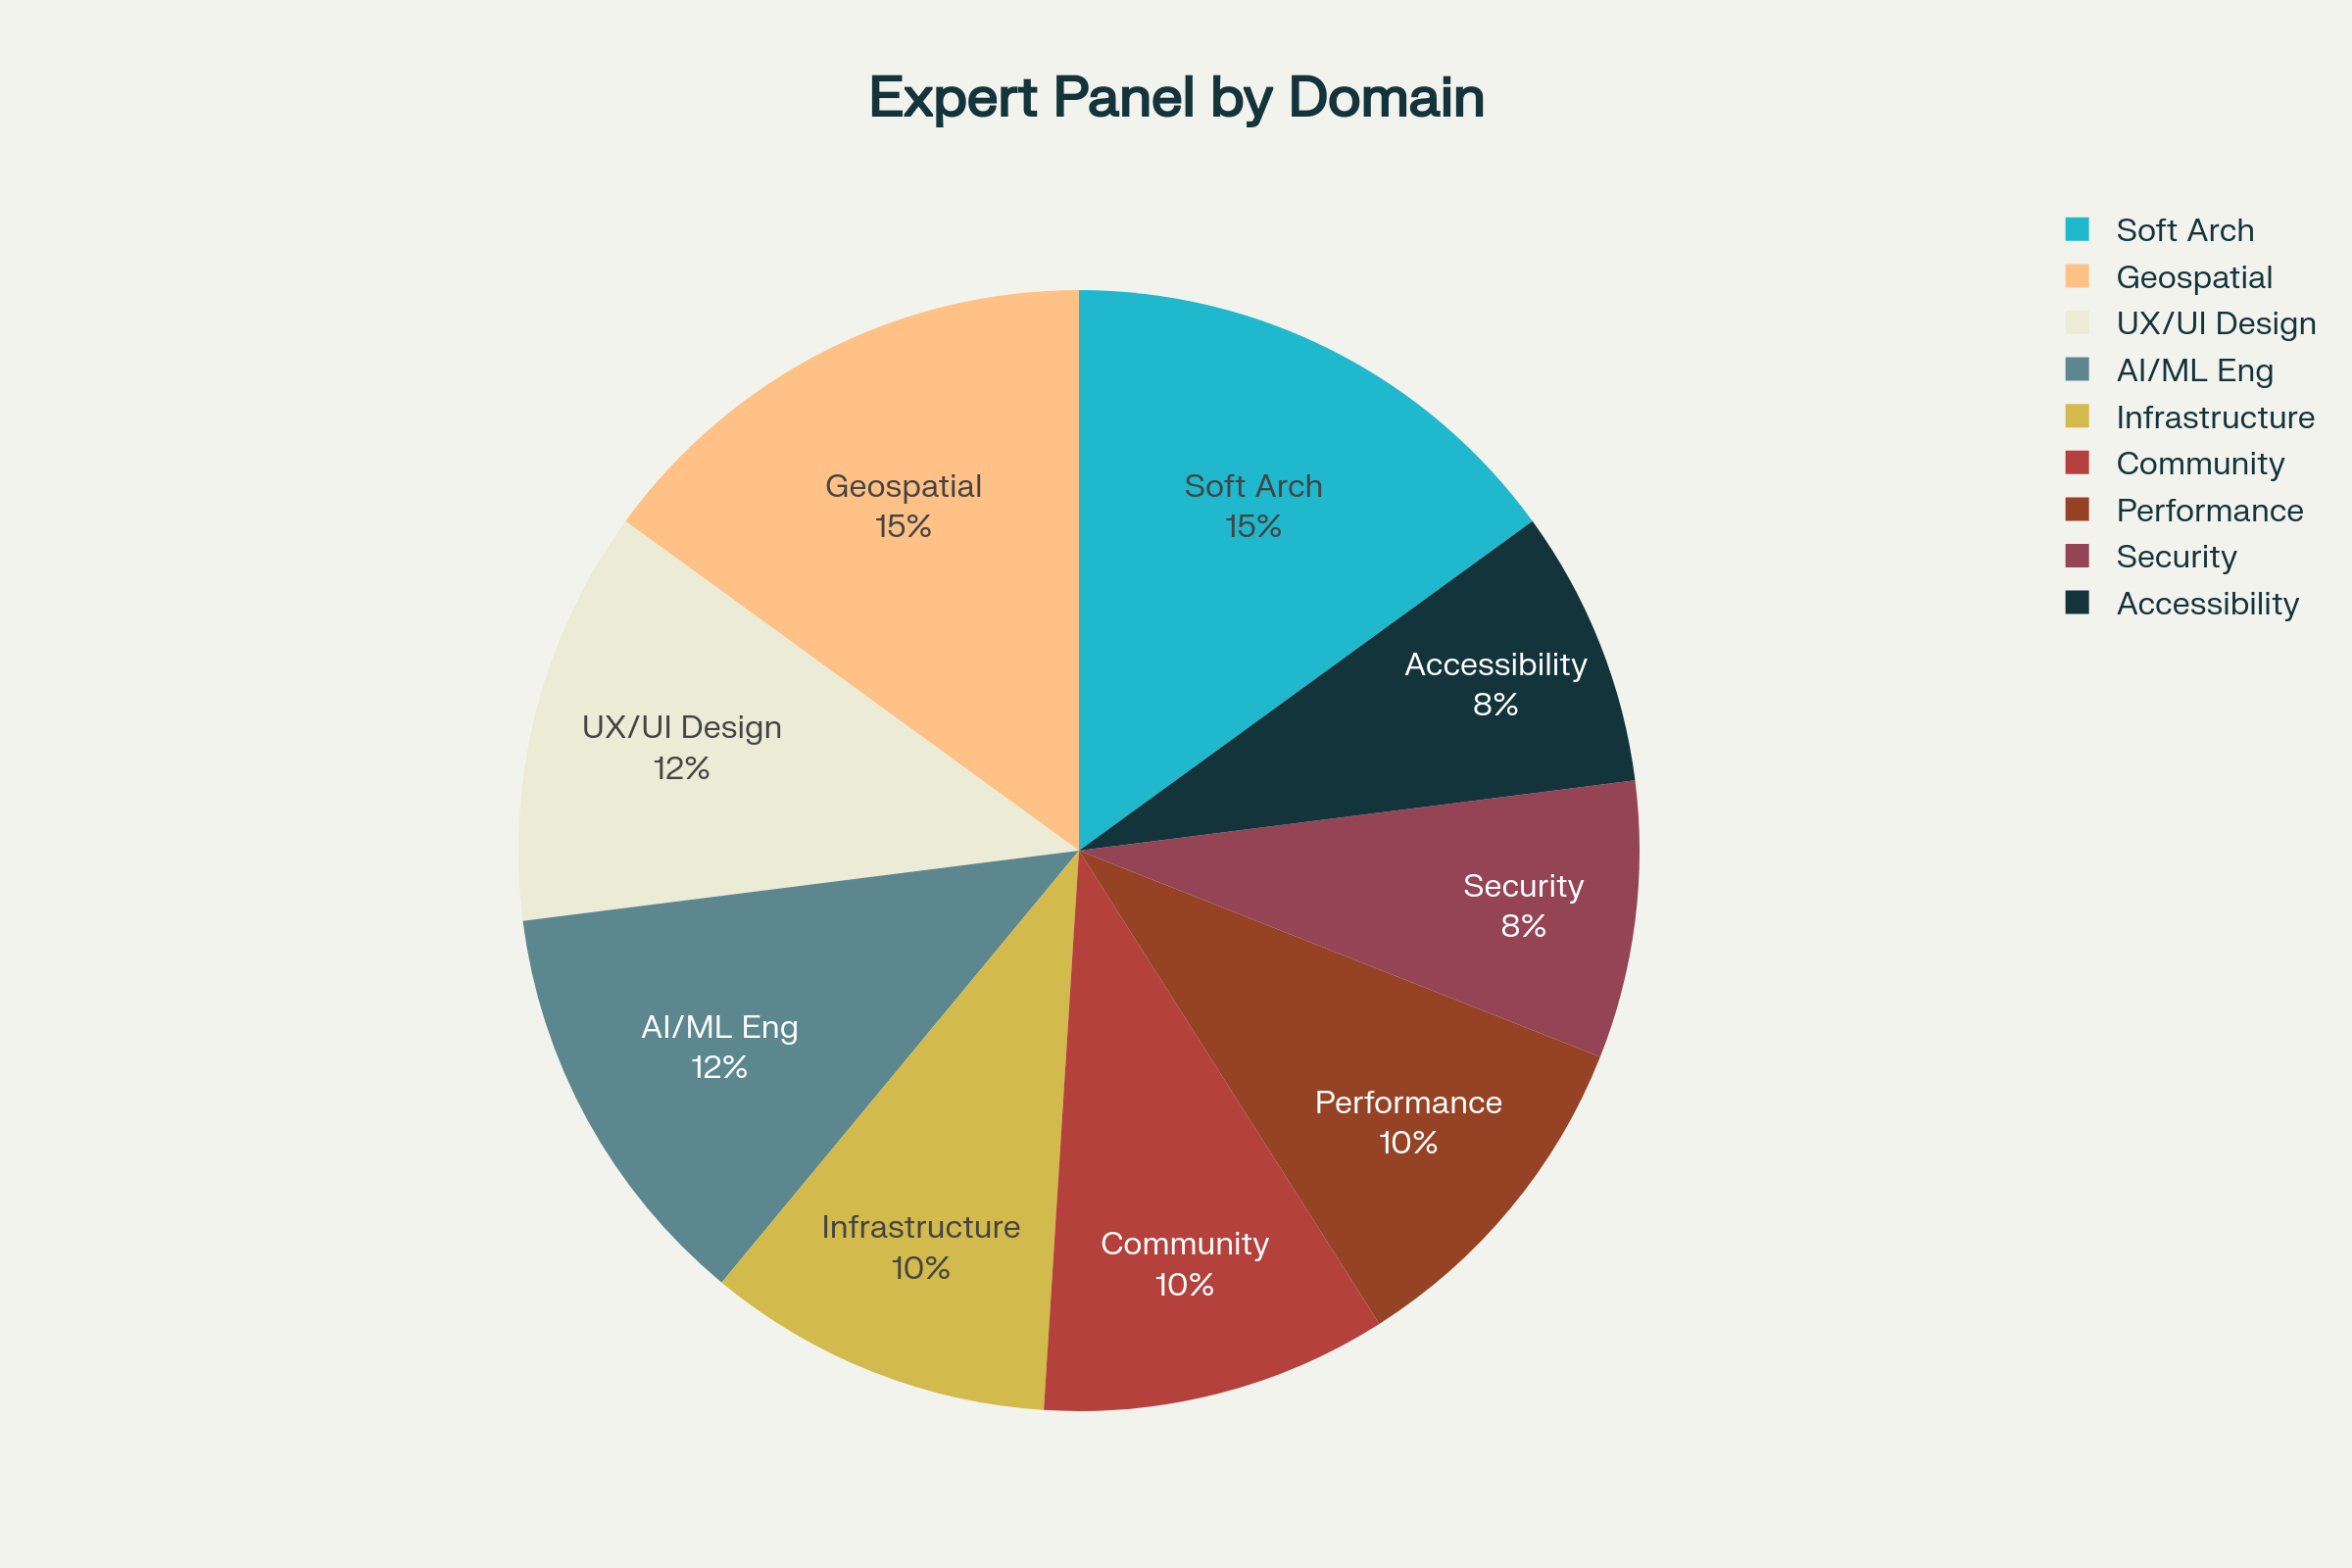 Expert Panel by Domain
Soft Arch
Geospatial
UX/UI Design
AI/ML Eng
Infrastructure
Community
Performance
Security
Accessibility
Geospatial
15%
Soft Arch
15%
Accessibility
8%
UX/UI Design
12%
Security
8%
AI/ML Eng
12%
Performance
10%
Infrastructure
10%
Community
10%